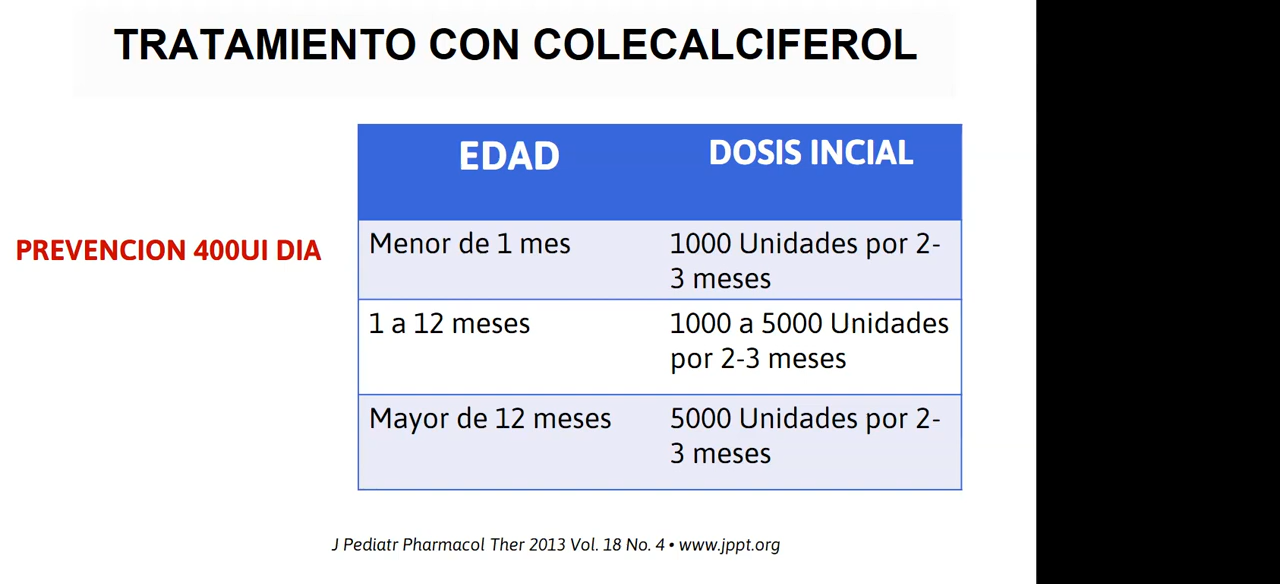 TRATAMIENTO CON COLECALCIFEROL
EDAD
DOSIS INCIAL
PREVENCION 400UI DIA
Menor de 1 mes
1000 Unidades por 2-
3 meses
1 a 12 meses
1000 a 5000 Unidades
por 2-3 meses
Mayor de 12 meses
5000 Unidades por 2-
3 meses
J Pediatr Pharmacol Ther 2013 Vol. 18 No. 4 • www.jppt.org